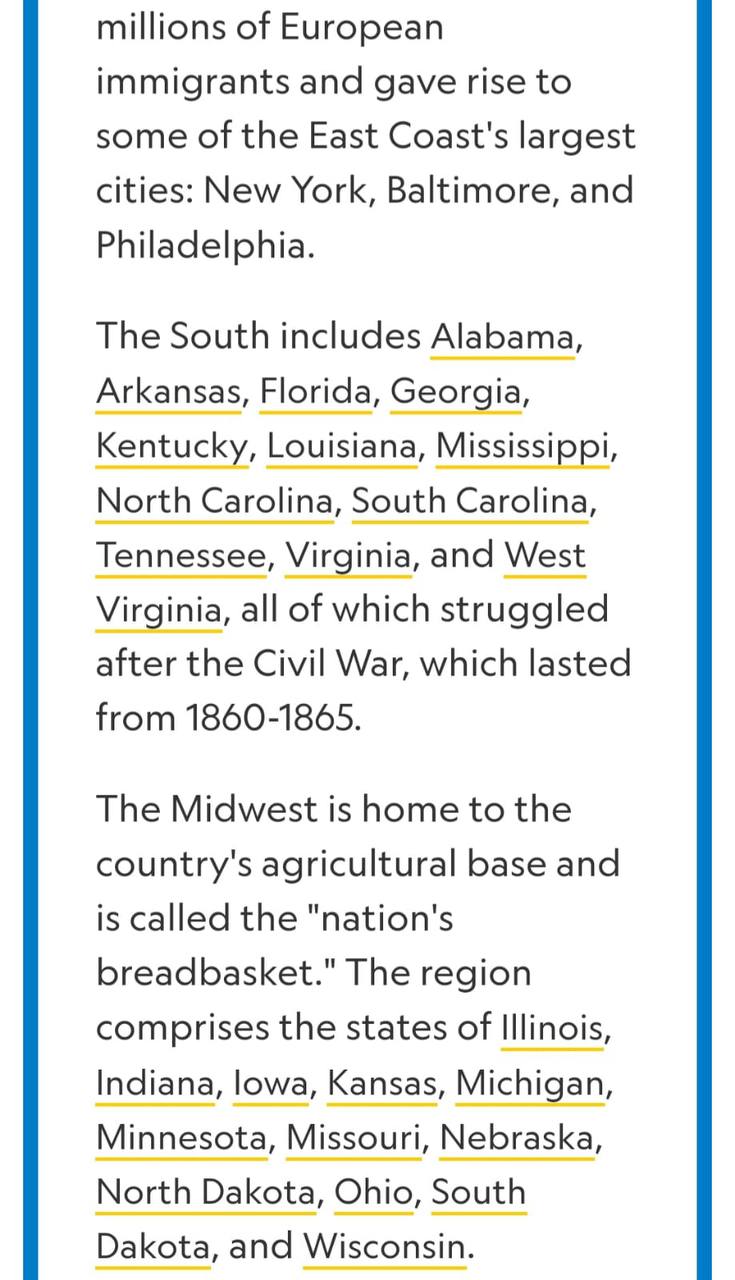 millions of European
immigrants and gave rise to
some of the East Coast's largest
cities: New York, Baltimore, and
Philadelphia.
The South includes Alabama,
Arkansas, Florida, Georgia,
Kentucky, Louisiana, Mississippi,
North Carolina, South Carolina,
Tennessee, Virginia, and West
Virginia, all of which struggled
after the Civil War, which lasted
from 1860-1865.
The Midwest is home to the
country's agricultural base and
is called the "nation's
breadbasket." The region
comprises the states of Illinois,
Indiana, Iowa, Kansas, Michigan,
Minnesota, Missouri, Nebraska,
North Dakota, Ohio, South
Dakota, and Wisconsin.